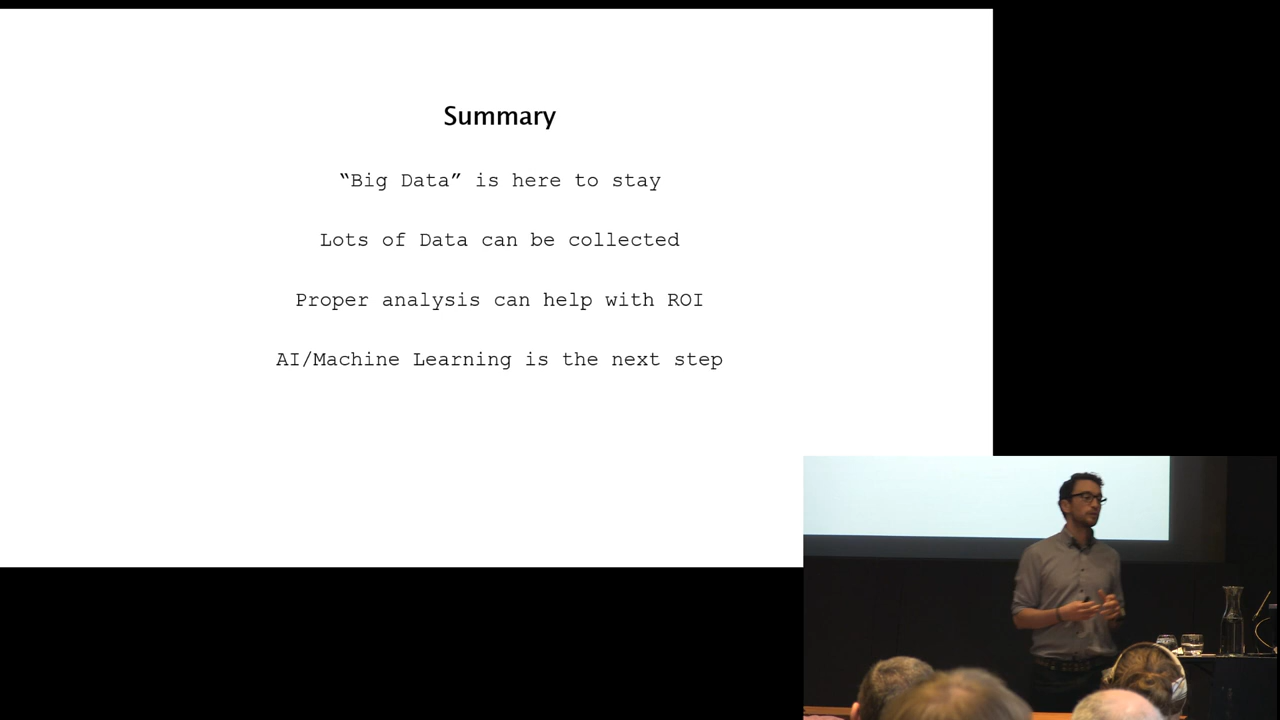 Summary
“Big Data” is here to stay
Lots of Data can be collected
Proper analysis can help with ROI
AI/Machine Learning is the next step